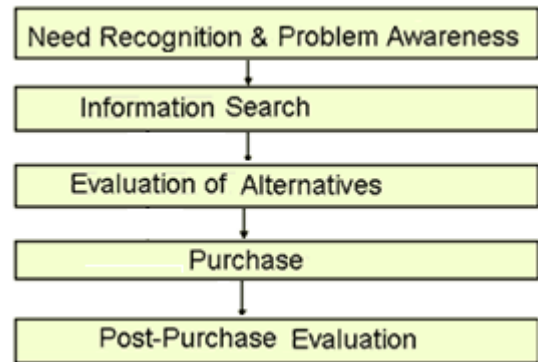 Need Recognition & Problem Awareness
Information Search
Evaluation of Alternatives
Purchase
Post-Purchase Evaluation